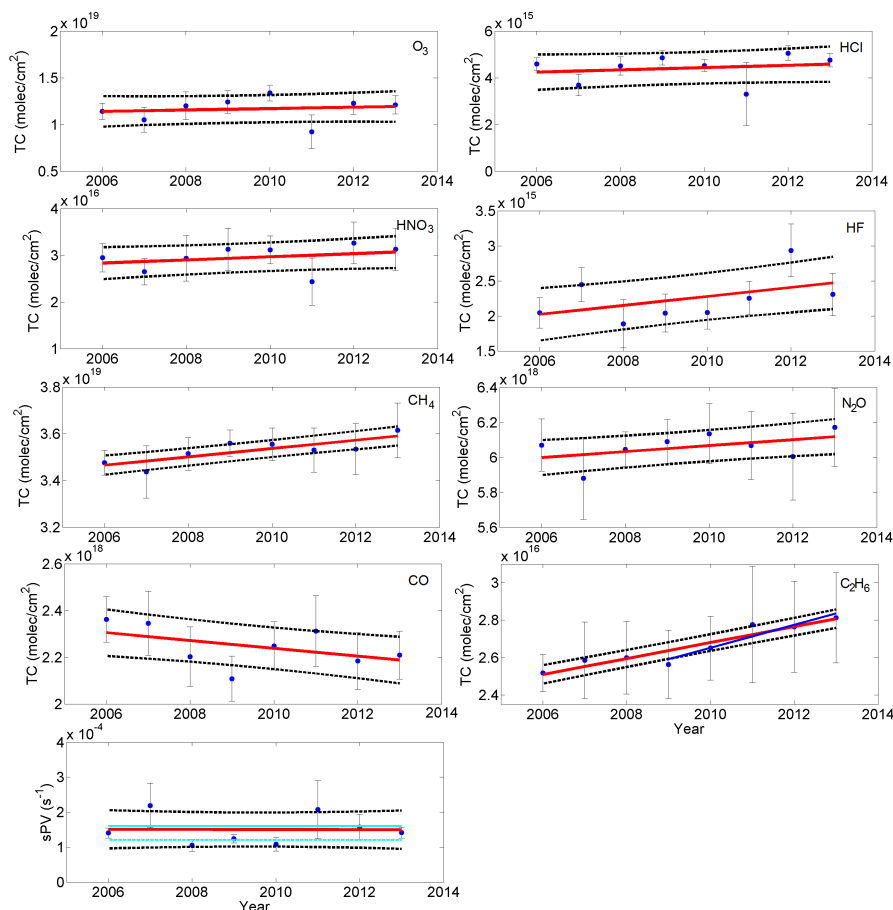 x 10^19
O3
TC (molec/cm^2)
2
1.5
1
0.5
2006 2008 2010 2012 2014
x 10^15
HCl
TC (molec/cm^2)
6
4
2
0
2006 2008 2010 2012 2014
x 10^16
HNO3
TC (molec/cm^2)
4
3
2
1
2006 2008 2010 2012 2014
x 10^15
HF
TC (molec/cm^2)
3.5
3
2.5
2
1.5
2006 2008 2010 2012 2014
x 10^19
CH4
TC (molec/cm^2)
3.8
3.6
3.4
3.2
2006 2008 2010 2012 2014
x 10^18
N2O
TC (molec/cm^2)
6.4
6.2
6
5.8
5.6
2006 2008 2010 2012 2014
x 10^18
CO
TC (molec/cm^2)
2.6
2.4
2.2
2
2006 2008 2010 2012 2014
x 10^16
C2H6
TC (molec/cm^2)
3
2.8
2.6
2.4
2006 2008 2010 2012 2014
Year
x 10^-4
sPV (s^-1)
4
3
2
1
0
2006 2008 2010 2012 2014
Year